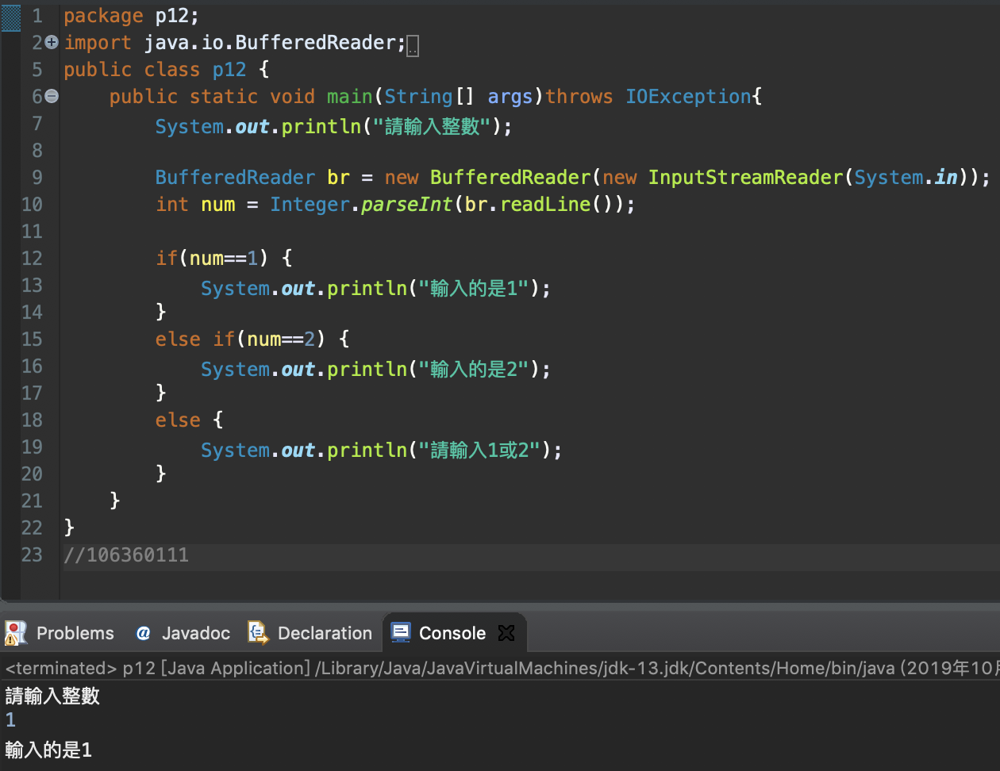 1 package p12;
2 import java.io.BufferedReader;
5 public class p12 {
6 public static void main(String[] args)throws IOException{
7 System.out.println("請輸入整數");
8
9 BufferedReader br = new BufferedReader(new InputStreamReader(System.in));
10 int num = Integer.parseInt(br.readLine());
11
12 if(num==1) {
13 System.out.println("輸入的是1");
14 }
15 else if(num==2) {
16 System.out.println("輸入的是2");
17 }
18 else {
19 System.out.println("請輸入1或2");
20 }
21 }
22 }
23 //106360111
Problems @ Javadoc Declaration Console
<terminated> p12 [Java Application] /Library/Java/JavaVirtualMachines/jdk-13.jdk/Contents/Home/bin/java (2019年10月
請輸入整數
1
輸入的是1